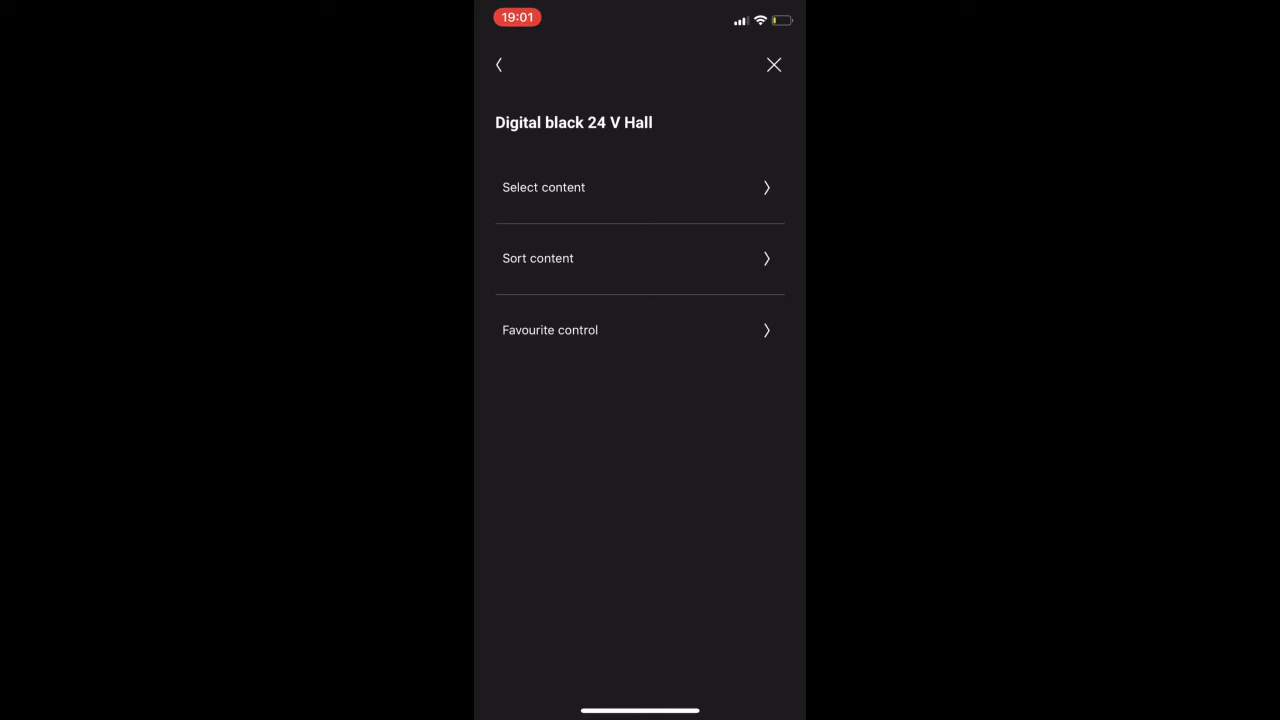 19:01
Digital black 24 V Hall
Select content
Sort content
Favourite control